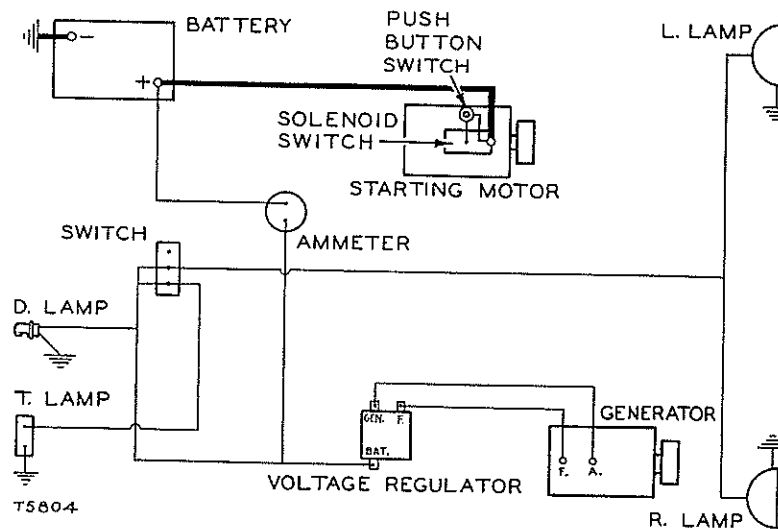 BATTERY
PUSH
BUTTON
SWITCH
L. LAMP
−
+
SOLENOID
SWITCH
STARTING MOTOR
SWITCH
AMMETER
D. LAMP
T. LAMP
GEN. F.
BAT.
GENERATOR
F. A.
VOLTAGE REGULATOR
T5804
R. LAMP